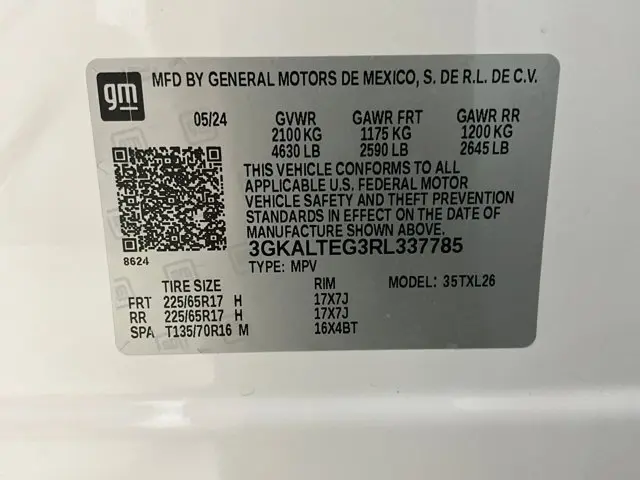 gm
MFD BY GENERAL MOTORS DE MEXICO, S. DE R.L. DE C.V.
05/24 GVWR GAWR FRT GAWR RR
2100 KG 1175 KG 1200 KG
4630 LB 2590 LB 2645 LB
THIS VEHICLE CONFORMS TO ALL
APPLICABLE U.S. FEDERAL MOTOR
VEHICLE SAFETY AND THEFT PREVENTION
STANDARDS IN EFFECT ON THE DATE OF
MANUFACTURE SHOWN ABOVE.
8624
3GKALTEG3RL337785
TYPE: MPV
TIRE SIZE RIM MODEL: 35TXL26
FRT 225/65R17 H 17X7J
RR 225/65R17 H 17X7J
SPA T135/70R16 M 16X4BT